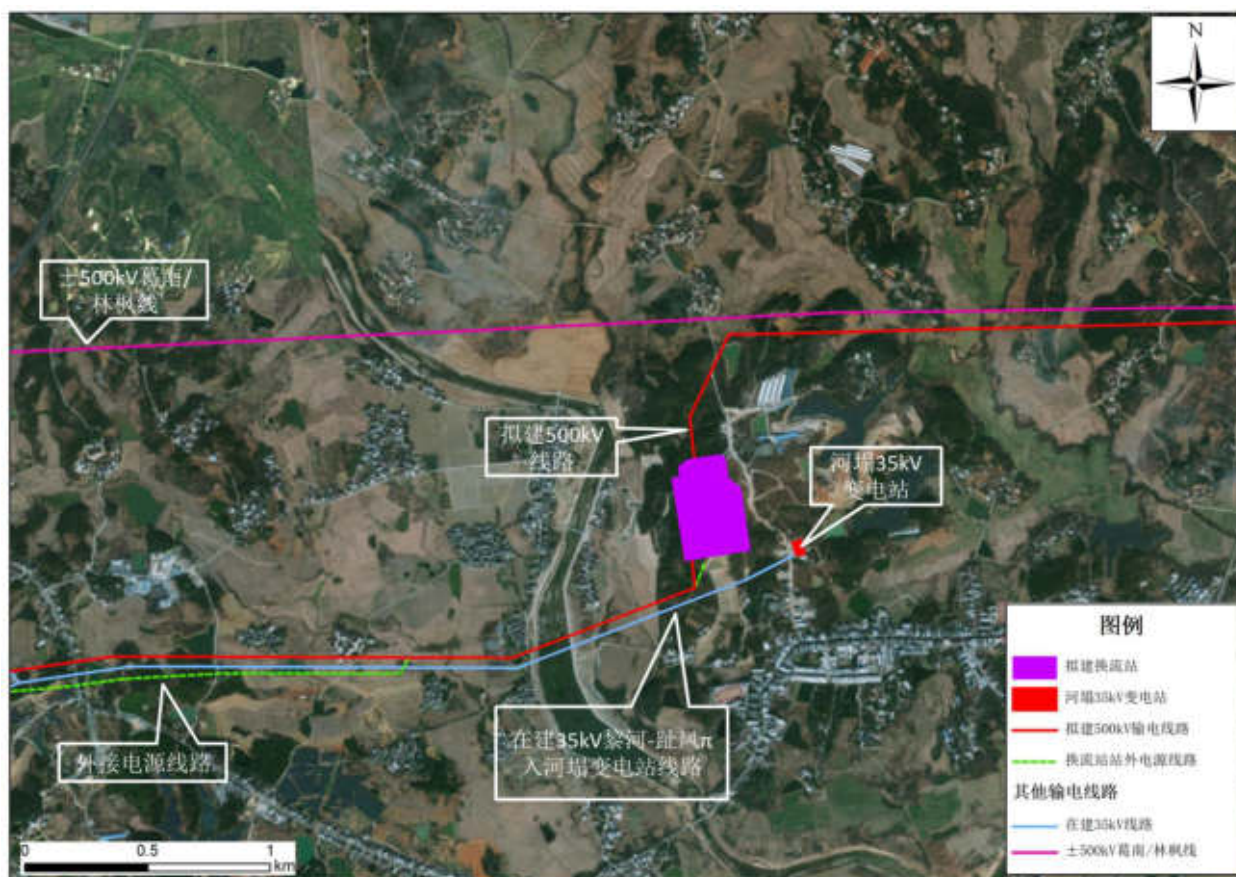 N
±500kV葛南/
林枫线
拟建500kV
线路
河塌35kV
变电站
外接电源线路
在建35kV黎河-趾凤π
入河塌变电站线路
图例
拟建换流站
河塌35kV变电站
拟建500kV输电线路
换流站站外电源线路
其他输电线路
在建35kV线路
±500kV葛南/林枫线
0 0.5 1
km